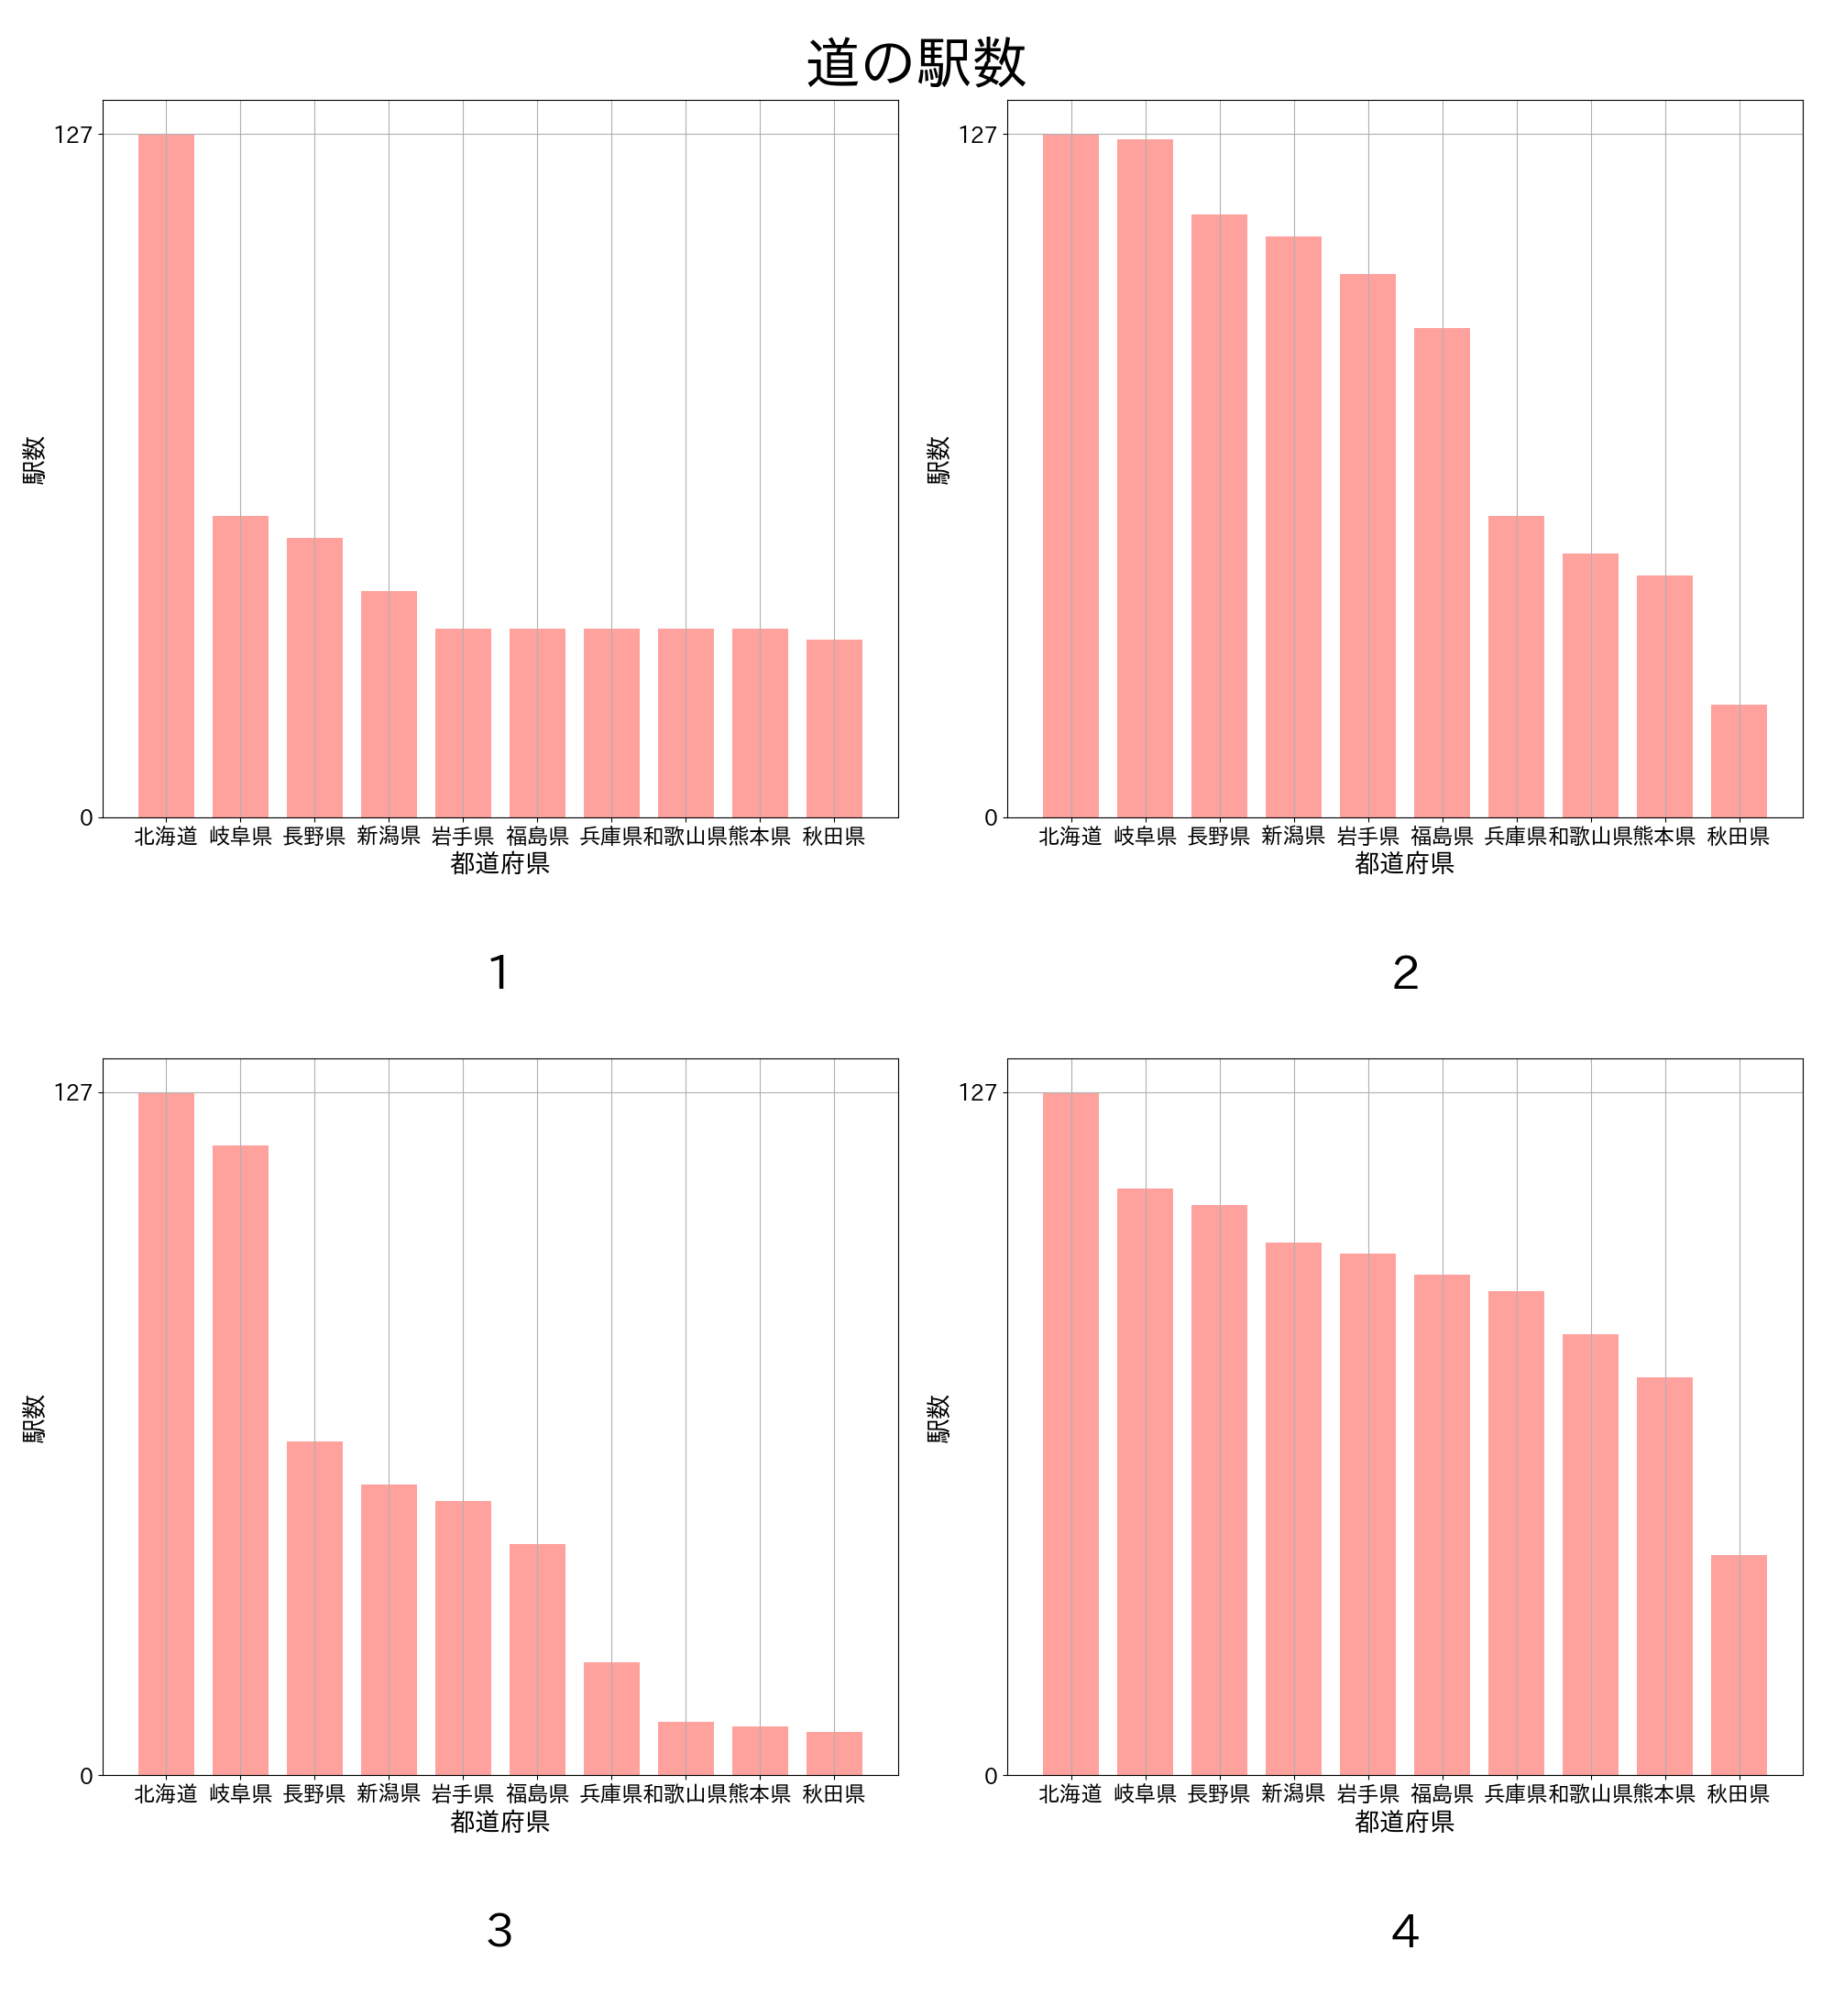 道の駅数
127
0
駅数
北海道 岐阜県 長野県 新潟県 岩手県 福島県 兵庫県 和歌山県 熊本県 秋田県
都道府県
1
127
0
駅数
北海道 岐阜県 長野県 新潟県 岩手県 福島県 兵庫県 和歌山県 熊本県 秋田県
都道府県
2
127
0
駅数
北海道 岐阜県 長野県 新潟県 岩手県 福島県 兵庫県 和歌山県 熊本県 秋田県
都道府県
3
127
0
駅数
北海道 岐阜県 長野県 新潟県 岩手県 福島県 兵庫県 和歌山県 熊本県 秋田県
都道府県
4